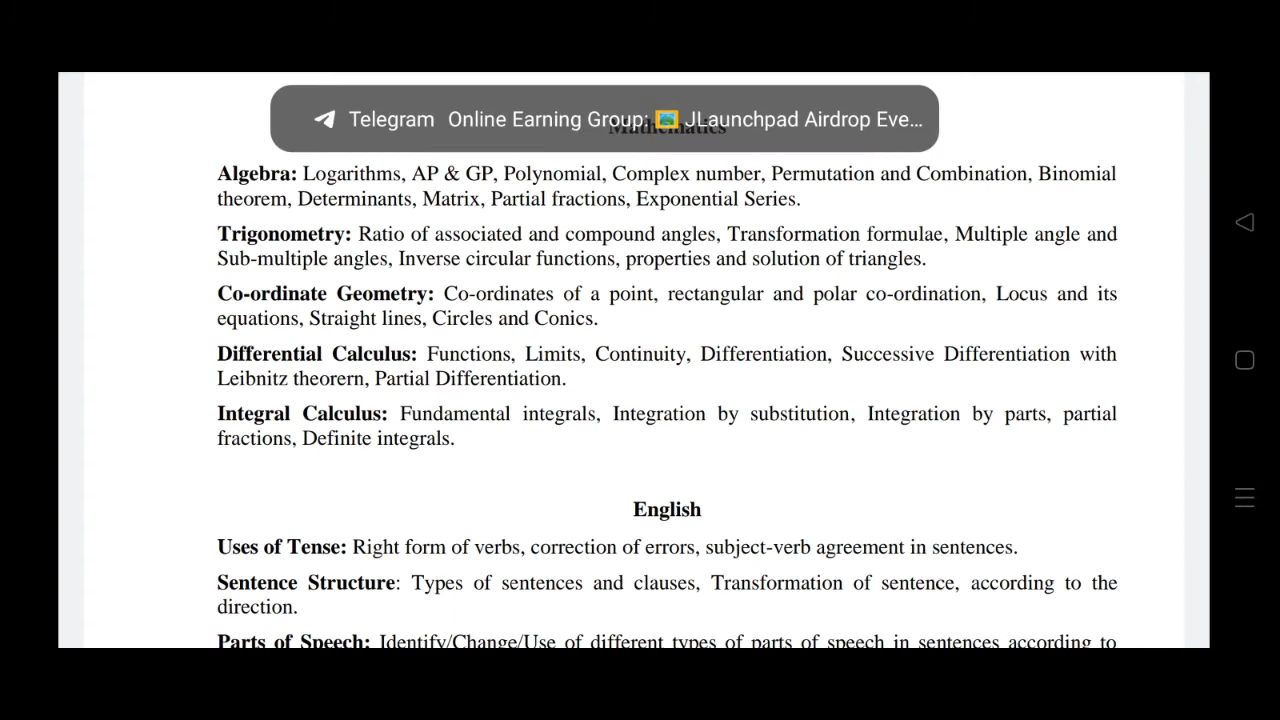 Telegram Online Earning Group: 🖼️ JLaunchpad Airdrop Eve…
Mathematics
Algebra: Logarithms, AP & GP, Polynomial, Complex number, Permutation and Combination, Binomial
theorem, Determinants, Matrix, Partial fractions, Exponential Series.
Trigonometry: Ratio of associated and compound angles, Transformation formulae, Multiple angle and
Sub-multiple angles, Inverse circular functions, properties and solution of triangles.
Co-ordinate Geometry: Co-ordinates of a point, rectangular and polar co-ordination, Locus and its
equations, Straight lines, Circles and Conics.
Differential Calculus: Functions, Limits, Continuity, Differentiation, Successive Differentiation with
Leibnitz theorern, Partial Differentiation.
Integral Calculus: Fundamental integrals, Integration by substitution, Integration by parts, partial
fractions, Definite integrals.
English
Uses of Tense: Right form of verbs, correction of errors, subject-verb agreement in sentences.
Sentence Structure: Types of sentences and clauses, Transformation of sentence, according to the
direction.
Parts of Speech: Identify/Change/Use of different types of parts of speech in sentences according to